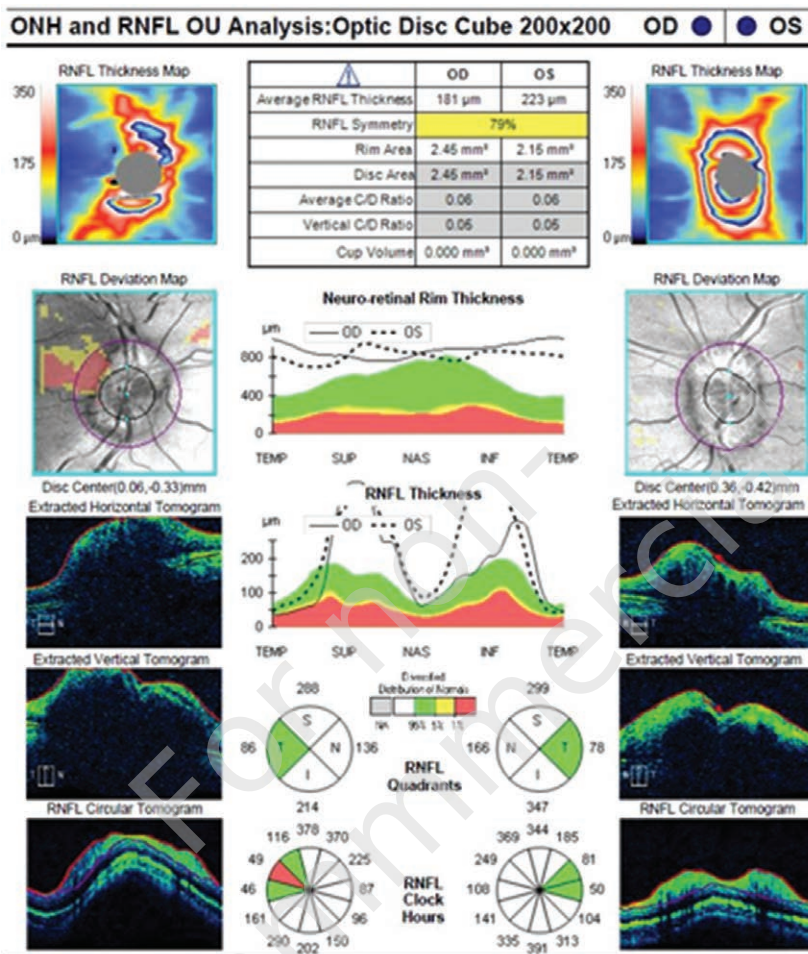 ONH and RNFL OU Analysis:Optic Disc Cube 200x200 OD OS
RNFL Thickness Map
350
175
0 µm
OD OS
Average RNFL Thickness 181 µm 223 µm
RNFL Symmetry 79%
Rim Area 2.45 mm² 2.15 mm²
Disc Area 2.45 mm² 2.15 mm²
Average C/D Ratio 0.06 0.06
Vertical C/D Ratio 0.05 0.05
Cup Volume 0.000 mm³ 0.000 mm³
RNFL Thickness Map
350
175
0 µm
RNFL Deviation Map
Disc Center(0.06,-0.33)mm
Neuro-retinal Rim Thickness
µm
OD OS
800
400
0
TEMP SUP NAS INF TEMP
RNFL Deviation Map
Disc Center(0.36,-0.42)mm
Extracted Horizontal Tomogram
RNFL Thickness
µm
OD OS
200
100
0
TEMP SUP NAS INF TEMP
Extracted Horizontal Tomogram
Extracted Vertical Tomogram
Diversified
Distribution of Normals
NA 95% 5% 1%
288
S
86 T N 136
I
214
RNFL
Quadrants
299
S
166 N T 78
I
347
Extracted Vertical Tomogram
RNFL Circular Tomogram
378
116 370
49 225
46 87
161 96
290 150
202
RNFL
Clock
Hours
344
369 185
249 81
108 50
141 104
335 313
391
RNFL Circular Tomogram
For non-
commercial